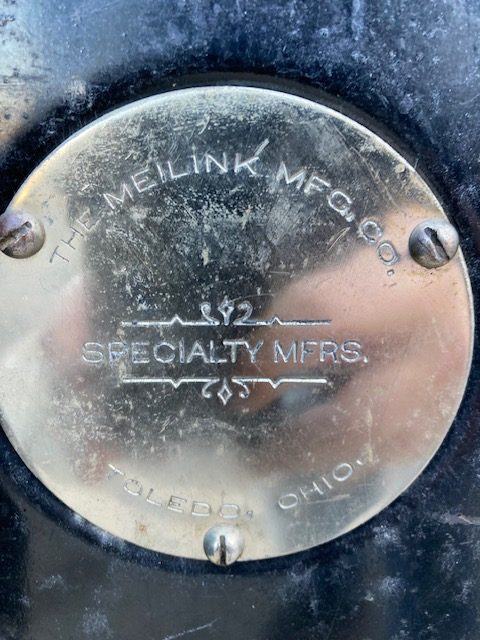 THE MEILINK MFG. CO.
SPECIALTY MFRS.
TOLEDO, OHIO.